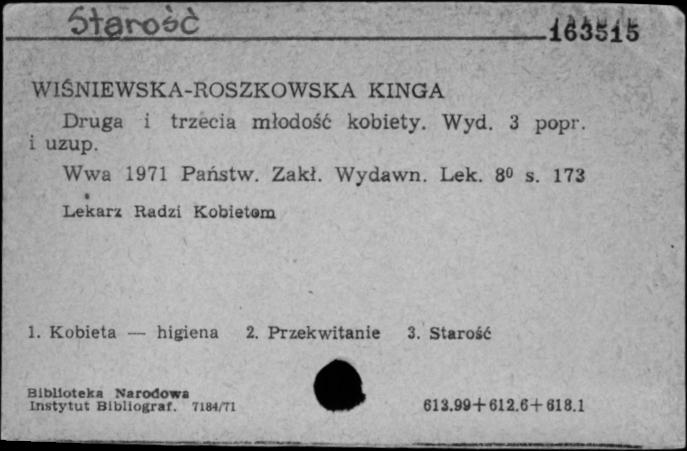 Starość
163515
WIŚNIEWSKA-ROSZKOWSKA KINGA
Druga i trzecia młodość kobiety. Wyd. 3 popr.
i uzup.
Wwa 1971 Państw. Zakł. Wydawn. Lek. 8⁰ s. 173
Lekarz Radzi Kobietom
1. Kobieta — higiena 2. Przekwitanie 3. Starość
Biblioteka Narodowa
Instytut Bibliograf. 7184/71
613.99+612.6+618.1